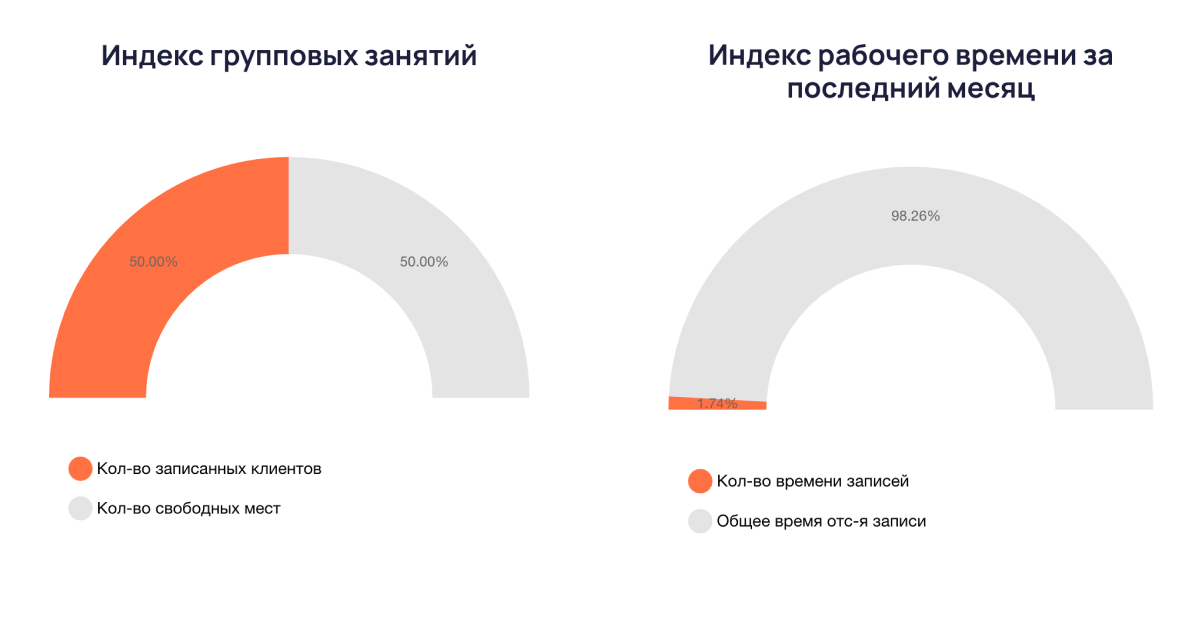 Индекс групповых занятий
50.00%
50.00%
Кол-во записанных клиентов
Кол-во свободных мест
Индекс рабочего времени за
последний месяц
98.26%
1.74%
Кол-во времени записей
Общее время отс-я записи